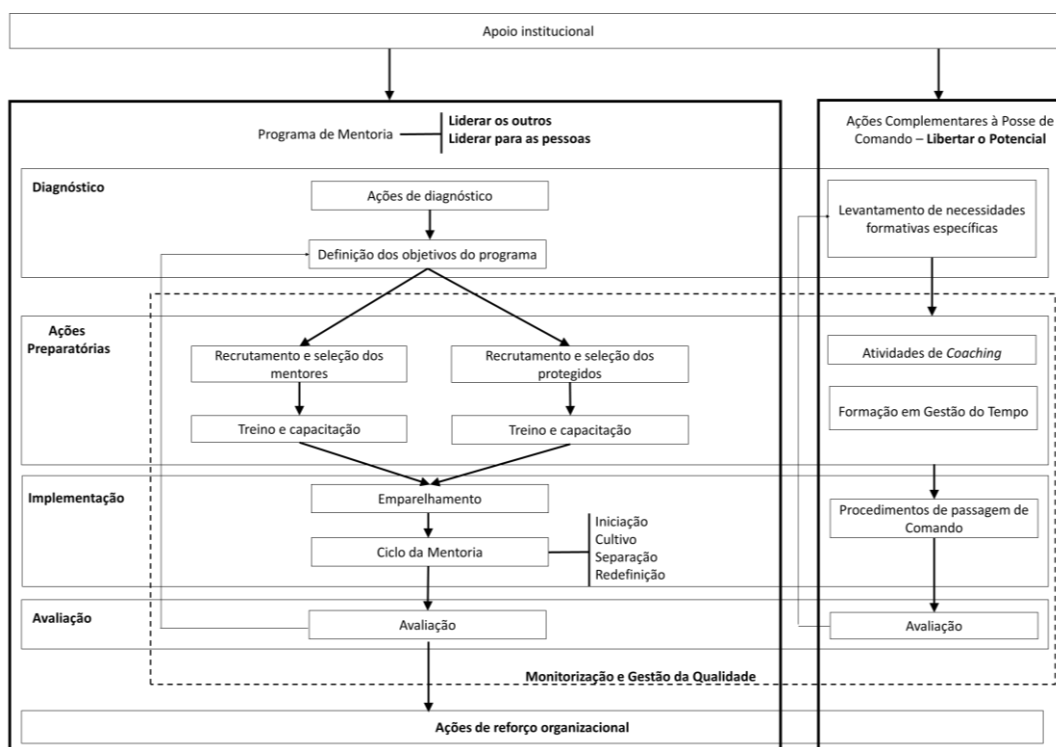 Apoio institucional
Programa de Mentoria
Liderar os outros
Liderar para as pessoas
Ações Complementares à Posse de
Comando – Libertar o Potencial
Diagnóstico
Ações de diagnóstico
Definição dos objetivos do programa
Levantamento de necessidades
formativas específicas
Ações
Preparatórias
Recrutamento e seleção dos
mentores
Recrutamento e seleção dos
protegidos
Treino e capacitação
Treino e capacitação
Atividades de Coaching
Formação em Gestão do Tempo
Implementação
Emparelhamento
Ciclo da Mentoria
Iniciação
Cultivo
Separação
Redefinição
Procedimentos de passagem de
Comando
Avaliação
Avaliação
Avaliação
Monitorização e Gestão da Qualidade
Ações de reforço organizacional